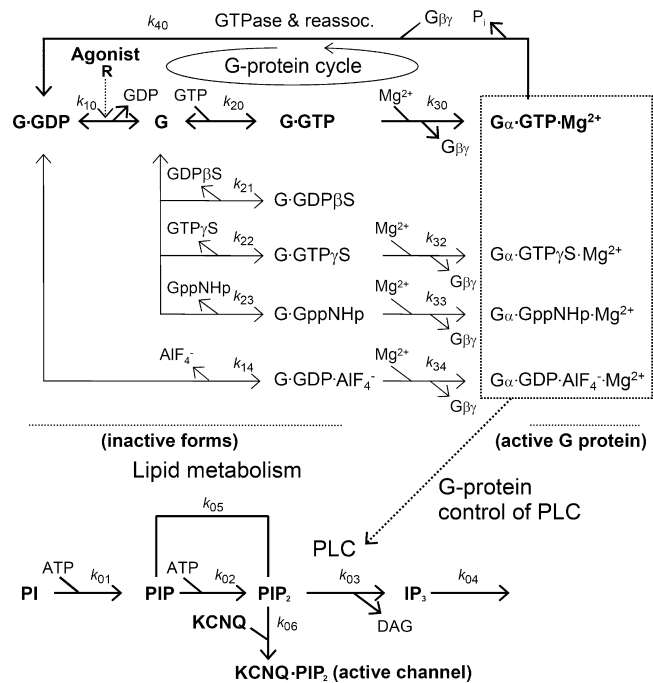 k40 GTPase & reassoc. Gβγ Pi
Agonist
R
G-protein cycle
k10 GDP GTP k20 Mg2+ k30
G·GDP G G·GTP Gα·GTP·Mg2+
Gβγ
GDPβS k21
G·GDPβS
GTPγS k22 Mg2+ k32
G·GTPγS Gα·GTPγS·Mg2+
Gβγ
GppNHp k23 Mg2+ k33
G·GppNHp Gα·GppNHp·Mg2+
Gβγ
AlF4- k14 Mg2+ k34
G·GDP·AlF4- Gα·GDP·AlF4-·Mg2+
Gβγ
(inactive forms) (active G protein)
Lipid metabolism
G-protein
control of PLC
k05
PLC
ATP k01 ATP k02 k03 k04
PI PIP PIP2 IP3
DAG
KCNQ k06
KCNQ·PIP2 (active channel)